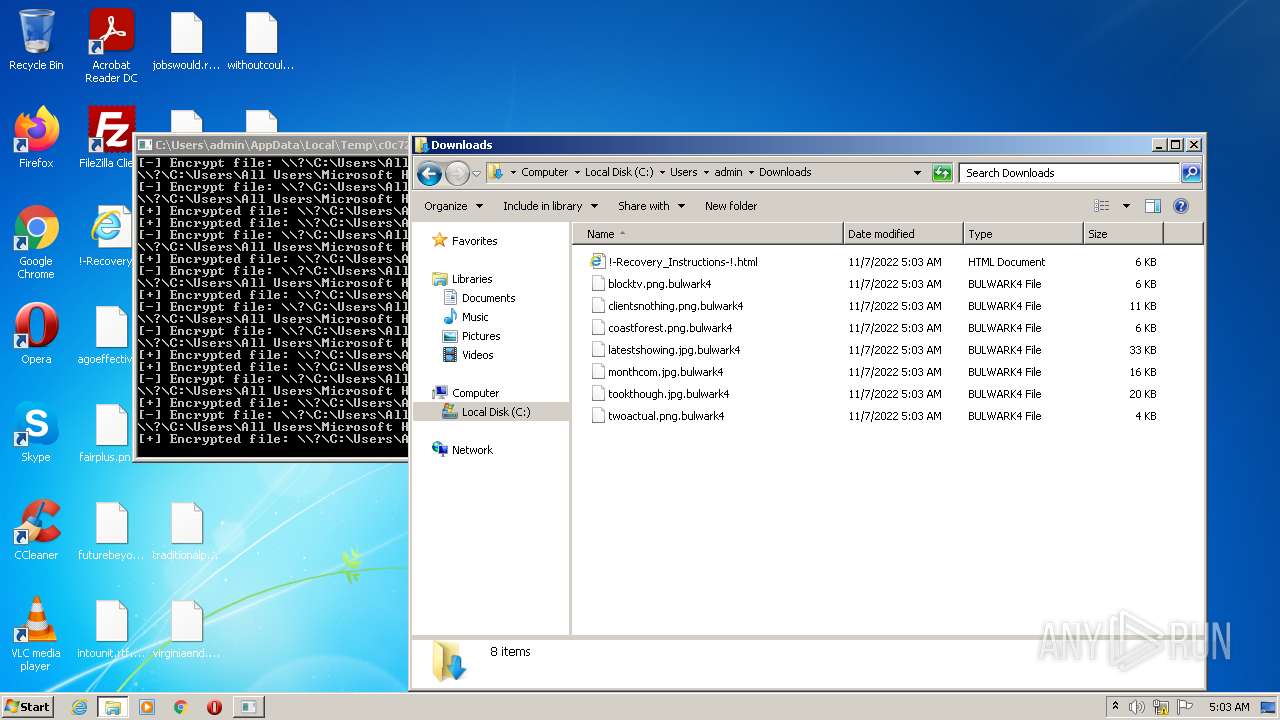 Recycle Bin
Acrobat Reader DC
jobswould.r...
withoutcoul...
Firefox
FileZilla Clie
Google Chrome
!-Recovery_
Opera
agoeffectiv
Skype
fairplus.pn
CCleaner
futurebeyo...
traditionalp...
VLC media player
intounit.rtf....
virginiaend....
C:\Users\admin\AppData\Local\Temp\c0c7
[-] Encrypt file: \\?\C:\Users\All
\\?\C:\Users\All Users\Microsoft H
[-] Encrypt file: \\?\C:\Users\All
\\?\C:\Users\All Users\Microsoft H
[+] Encrypted file: \\?\C:\Users\A
[+] Encrypted file: \\?\C:\Users\A
[-] Encrypt file: \\?\C:\Users\All
\\?\C:\Users\All Users\Microsoft H
[+] Encrypted file: \\?\C:\Users\A
[-] Encrypt file: \\?\C:\Users\All
\\?\C:\Users\All Users\Microsoft H
[+] Encrypted file: \\?\C:\Users\A
[-] Encrypt file: \\?\C:\Users\All
\\?\C:\Users\All Users\Microsoft H
[-] Encrypt file: \\?\C:\Users\All
\\?\C:\Users\All Users\Microsoft H
[+] Encrypted file: \\?\C:\Users\A
[+] Encrypted file: \\?\C:\Users\A
[-] Encrypt file: \\?\C:\Users\All
\\?\C:\Users\All Users\Microsoft H
[+] Encrypted file: \\?\C:\Users\A
[-] Encrypt file: \\?\C:\Users\All
\\?\C:\Users\All Users\Microsoft H
[+] Encrypted file: \\?\C:\Users\A
Downloads
Computer Local Disk (C:) Users admin Downloads
Search Downloads
Organize Include in library Share with New folder
Favorites
Libraries
Documents
Music
Pictures
Videos
Computer
Local Disk (C:)
Network
Name Date modified Type Size
!-Recovery_Instructions-!.html 11/7/2022 5:03 AM HTML Document 6 KB
blocktv.png.bulwark4 11/7/2022 5:03 AM BULWARK4 File 6 KB
clientsnothing.png.bulwark4 11/7/2022 5:03 AM BULWARK4 File 11 KB
coastforest.png.bulwark4 11/7/2022 5:03 AM BULWARK4 File 6 KB
latestshowing.jpg.bulwark4 11/7/2022 5:03 AM BULWARK4 File 33 KB
monthcom.jpg.bulwark4 11/7/2022 5:03 AM BULWARK4 File 16 KB
tookthough.jpg.bulwark4 11/7/2022 5:03 AM BULWARK4 File 20 KB
twoactual.png.bulwark4 11/7/2022 5:03 AM BULWARK4 File 4 KB
8 items
ANY RUN
Start
5:03 AM